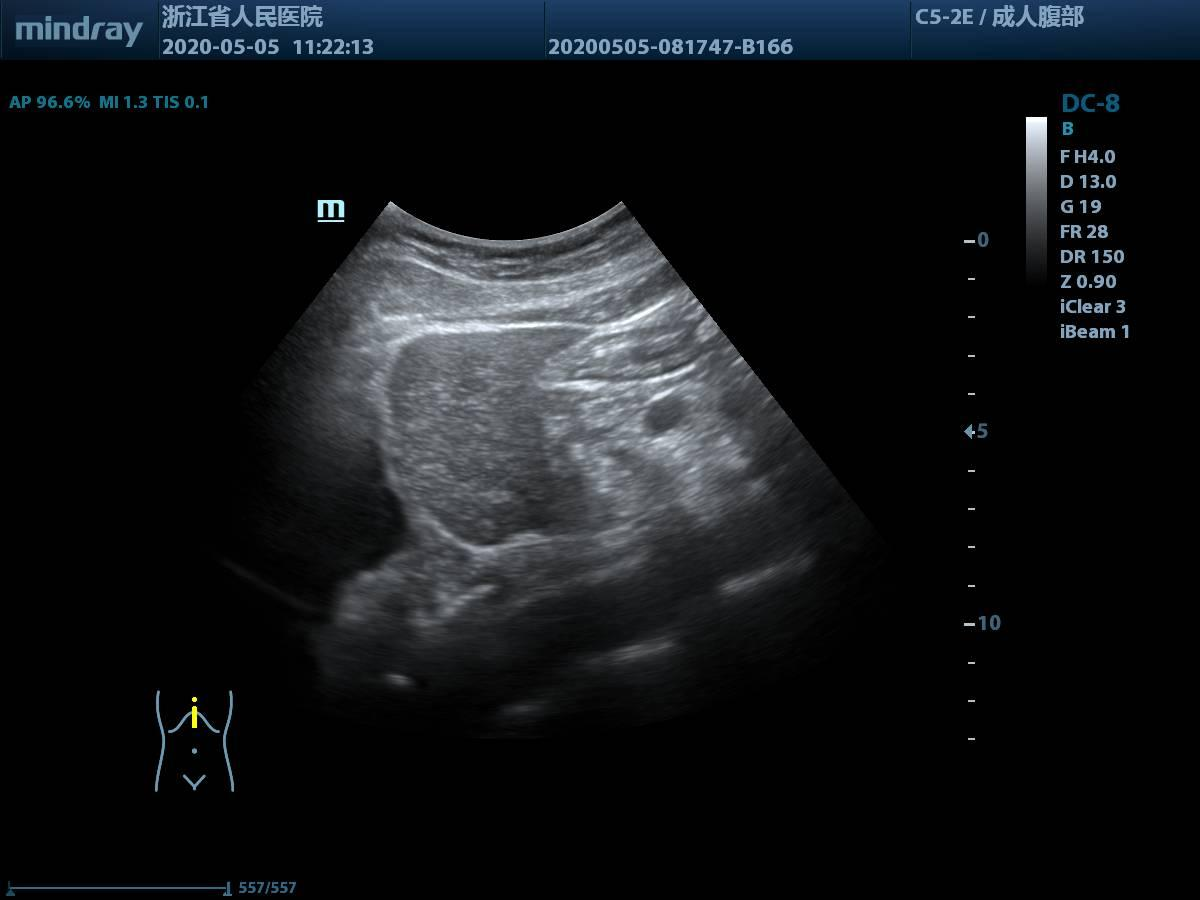 mindray
浙江省人民医院
2020-05-05 11:22:13
20200505-081747-B166
C5-2E / 成人腹部
AP 96.6% MI 1.3 TIS 0.1
m
DC-8
B
F H4.0
D 13.0
G 19
FR 28
DR 150
Z 0.90
iClear 3
iBeam 1
0
5
10
557/557